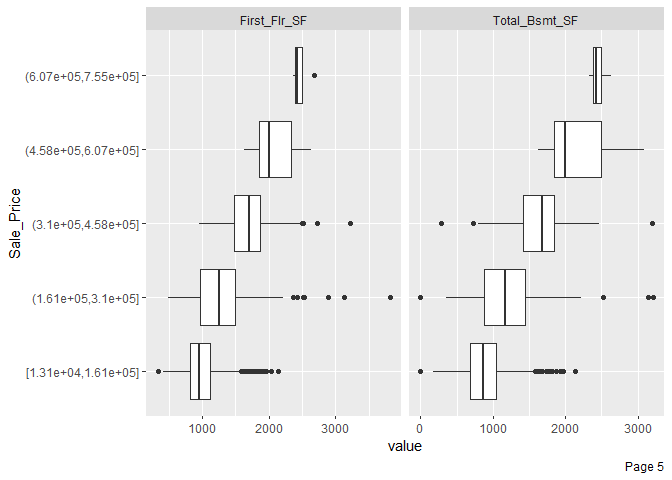 First_Flr_SF
Total_Bsmt_SF
(6.07e+05,7.55e+05]
(4.58e+05,6.07e+05]
(3.1e+05,4.58e+05]
(1.61e+05,3.1e+05]
[1.31e+04,1.61e+05]
Sale_Price
1000 2000 3000
0 1000 2000 3000
value
Page 5